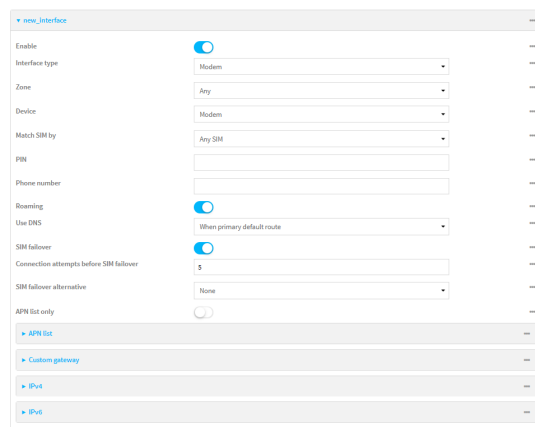 new_interface
Enable
Interface type Modem
Zone Any
Device Modem
Match SIM by Any SIM
PIN
Phone number
Roaming
Use DNS When primary default route
SIM failover
Connection attempts before SIM failover 5
SIM failover alternative None
APN list only
APN list
Custom gateway
IPv4
IPv6